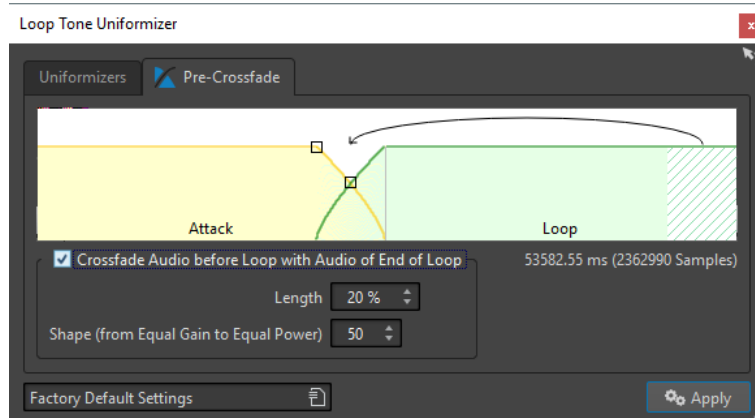 Loop Tone Uniformizer
Uniformizers
Pre-Crossfade
Attack
Loop
Crossfade Audio before Loop with Audio of End of Loop
53582.55 ms (2362990 Samples)
Length 20 %
Shape (from Equal Gain to Equal Power) 50
Factory Default Settings
Apply